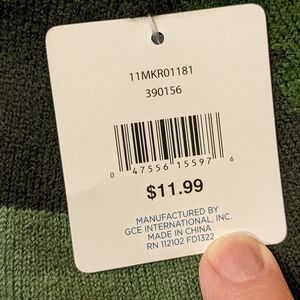 11MKR01181
390156
0 47556 15597 6
$11.99
MANUFACTURED BY
GCE INTERNATIONAL, INC.
MADE IN CHINA
RN 112102 FD1322